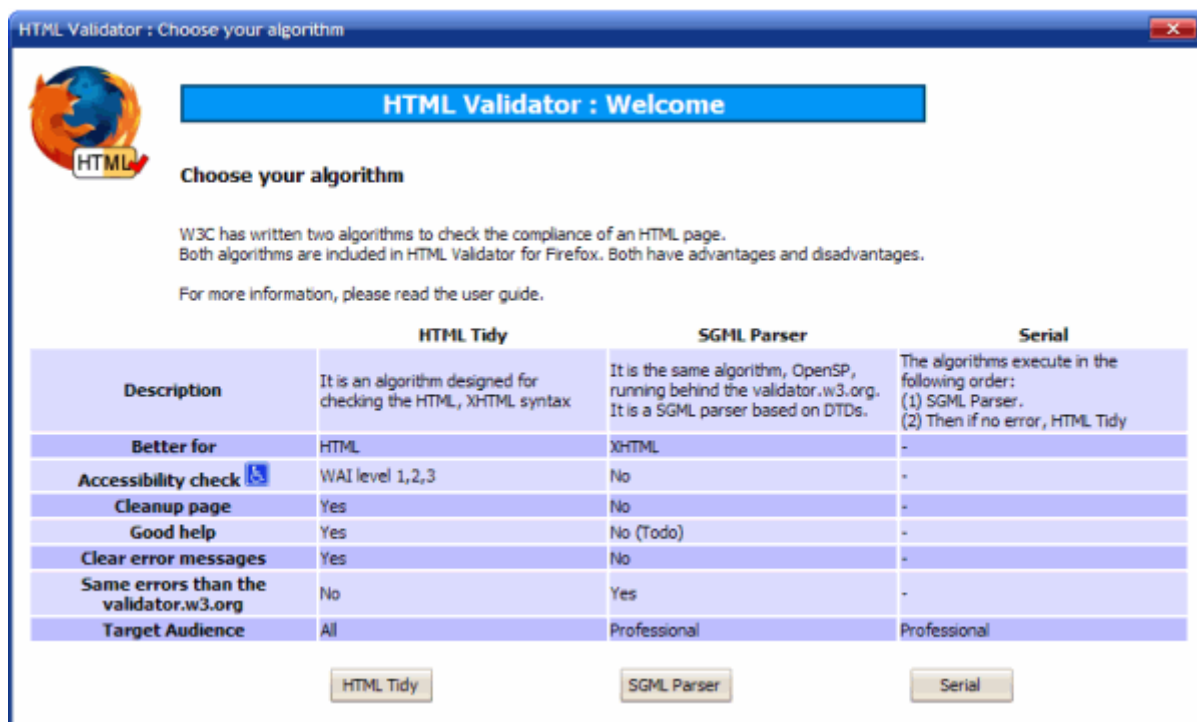 HTML Validator : Choose your algorithm
HTML Validator : Welcome
HTML
Choose your algorithm
W3C has written two algorithms to check the compliance of an HTML page.
Both algorithms are included in HTML Validator for Firefox. Both have advantages and disadvantages.
For more information, please read the user guide.
HTML Tidy SGML Parser Serial
Description
It is an algorithm designed for
checking the HTML, XHTML syntax
It is the same algorithm, OpenSP,
running behind the validator.w3.org.
It is a SGML parser based on DTDs.
The algorithms execute in the
following order:
(1) SGML Parser.
(2) Then if no error, HTML Tidy
Better for HTML XHTML -
Accessibility check WAI level 1,2,3 No -
Cleanup page Yes No -
Good help Yes No (Todo) -
Clear error messages Yes No -
Same errors than the
validator.w3.org
No Yes -
Target Audience All Professional Professional
HTML Tidy SGML Parser Serial